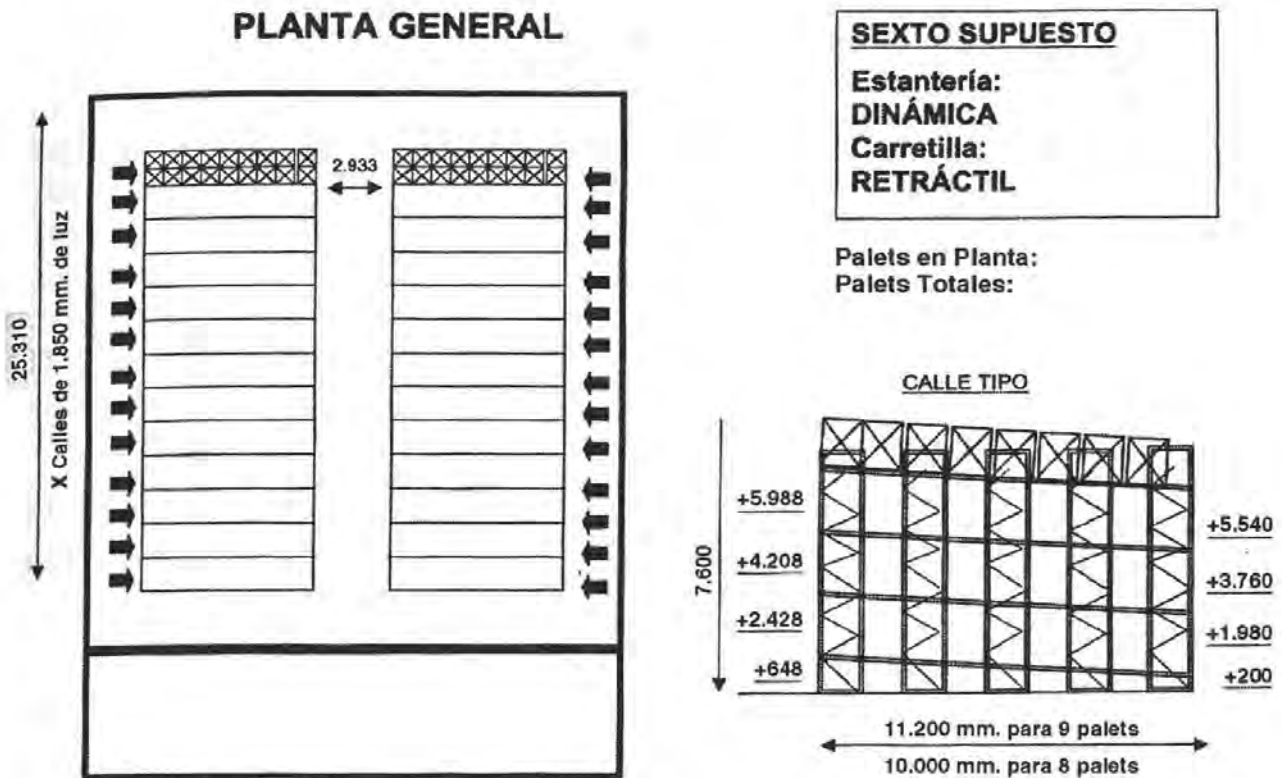 PLANTA GENERAL
SEXTO SUPUESTO
Estantería:
DINÁMICA
Carretilla:
RETRÁCTIL
Palets en Planta:
Palets Totales:
2.933
25.310
X Calles de 1.850 mm. de luz
CALLE TIPO
7.600
+5.988
+4.208
+2.428
+648
+5.540
+3.760
+1.980
+200
11.200 mm. para 9 palets
10.000 mm. para 8 palets